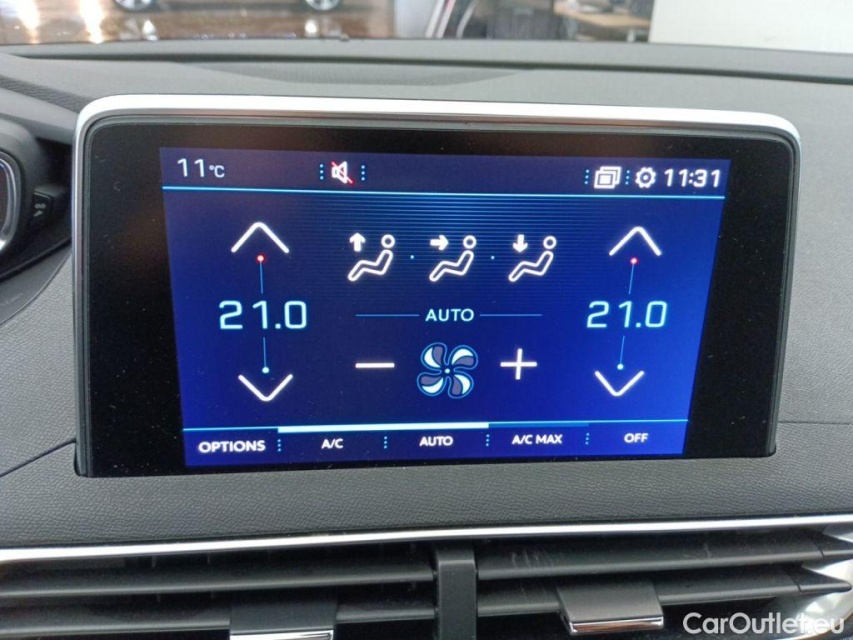 11°C 11:31
21.0 AUTO 21.0
OPTIONS A/C AUTO A/C MAX OFF
CarOutlet.eu